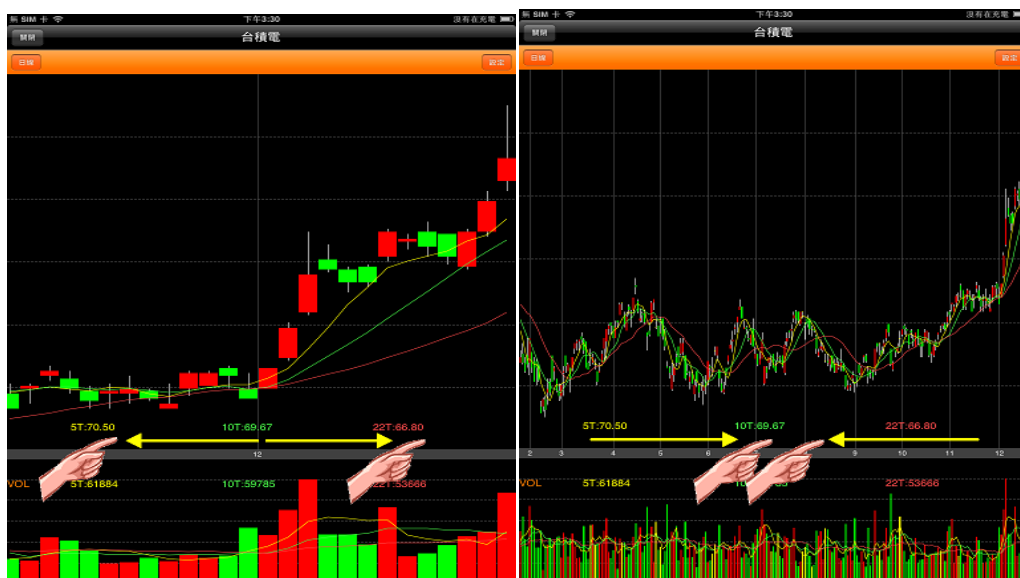 無 SIM 卡 下午3:30 沒有在充電
關閉 台積電
日線 設定
5T:70.50 10T:69.67 22T:66.80
12
VOL 5T:61884 10T:59785 22T:53666
無 SIM 卡 下午3:30 沒有在充電
關閉 台積電
日線 設定
5T:70.50 10T:69.67 22T:66.80
2 3 4 5 6 9 10 11 12
VOL 5T:61884 22T:53666